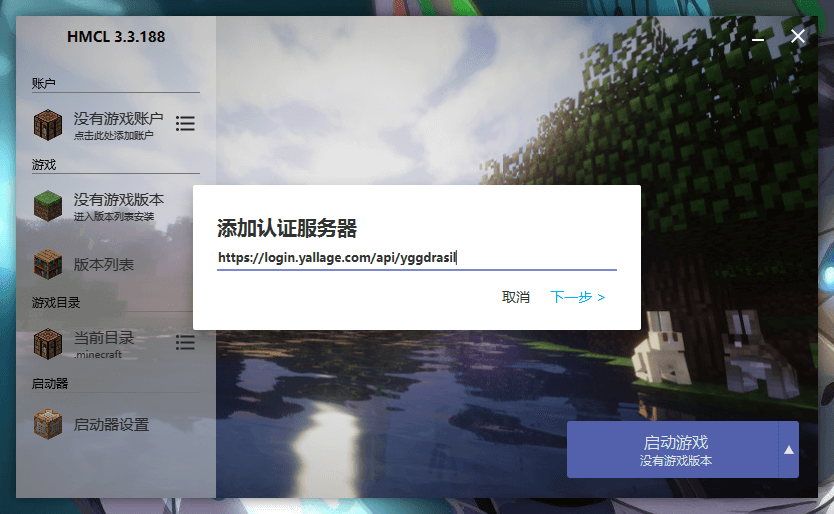 HMCL 3.3.188
账户
没有游戏账户
点击此处添加账户
游戏
没有游戏版本
进入版本列表安装
版本列表
游戏目录
当前目录
.minecraft
启动器
启动器设置
添加认证服务器
https://login.yallage.com/api/yggdrasil
取消
下一步 >
启动游戏
没有游戏版本